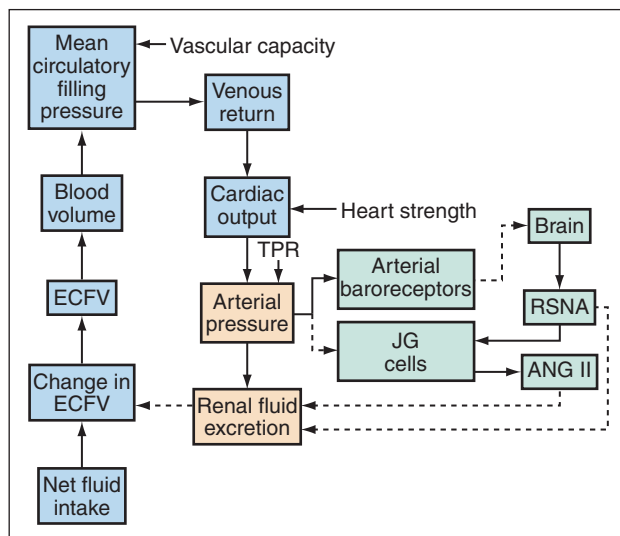 Mean
circulatory
filling
pressure
Vascular capacity
Venous
return
Blood
volume
Cardiac
output
Heart strength
Brain
TPR
Arterial
baroreceptors
ECFV
Arterial
pressure
RSNA
JG
cells
ANG II
Change in
ECFV
Renal fluid
excretion
Net fluid
intake